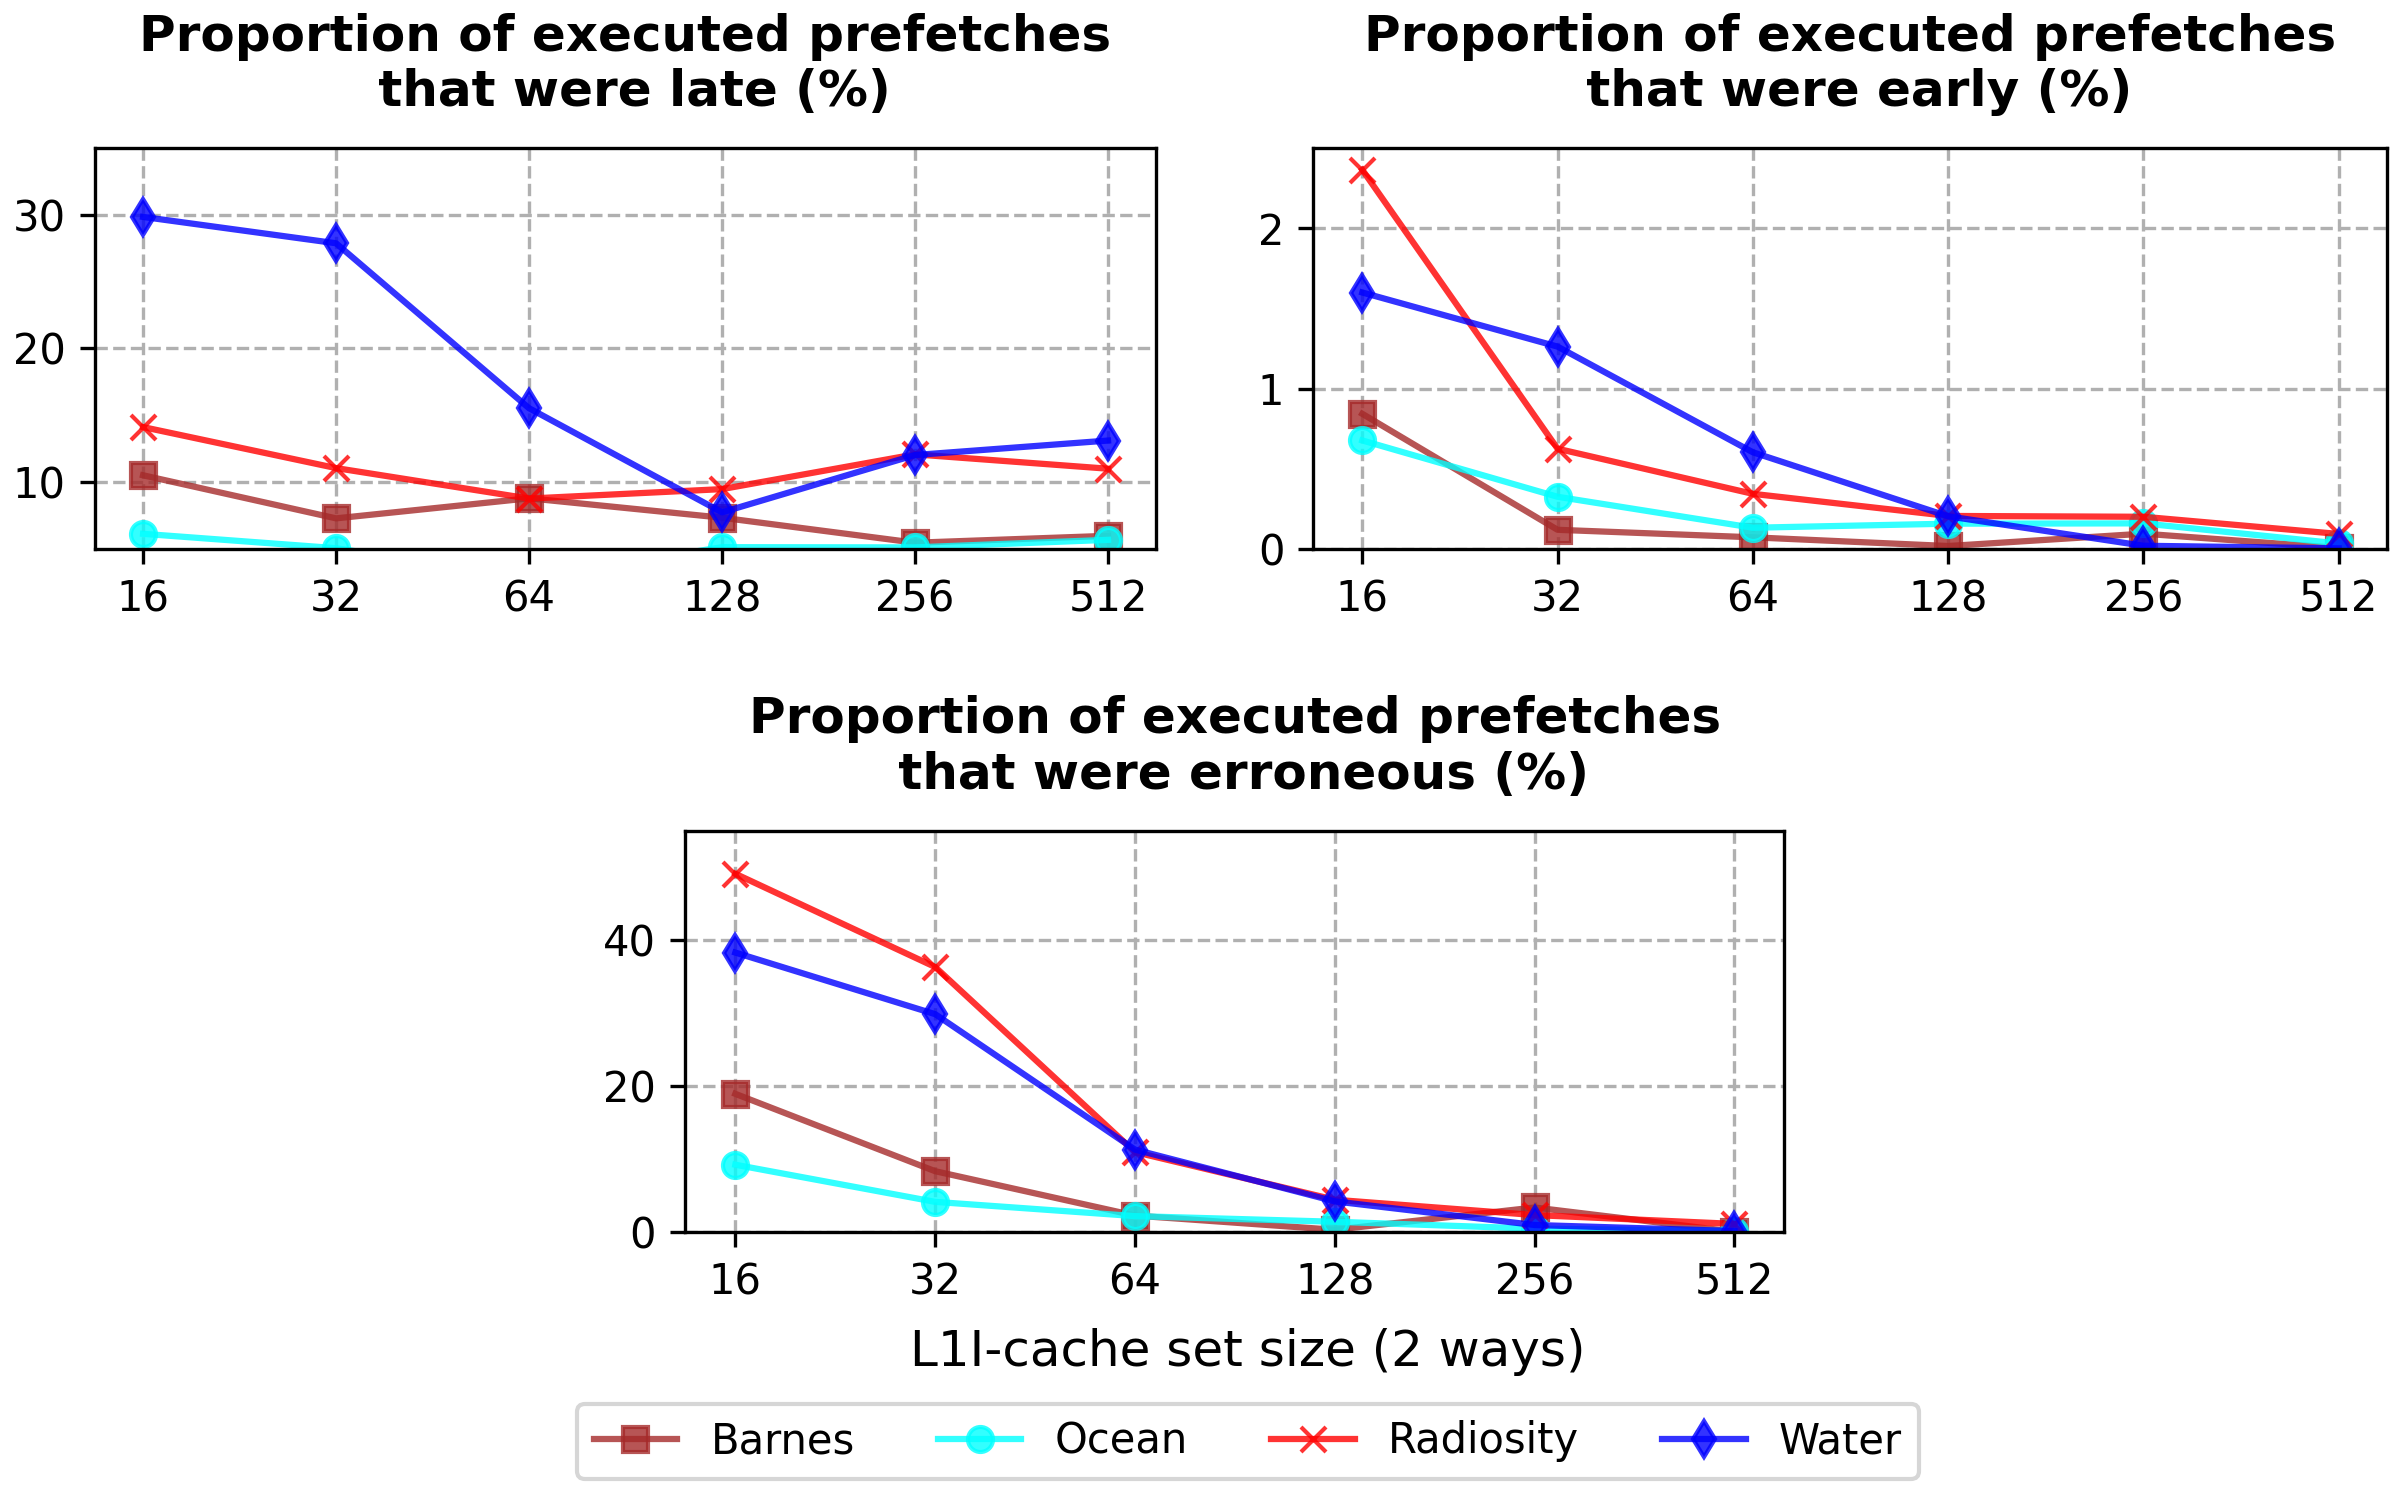 Proportion of executed prefetches
that were late (%)
30
20
10
16 32 64 128 256 512
Proportion of executed prefetches
that were early (%)
2
1
0
16 32 64 128 256 512
Proportion of executed prefetches
that were erroneous (%)
40
20
0
16 32 64 128 256 512
L1I-cache set size (2 ways)
Barnes Ocean Radiosity Water